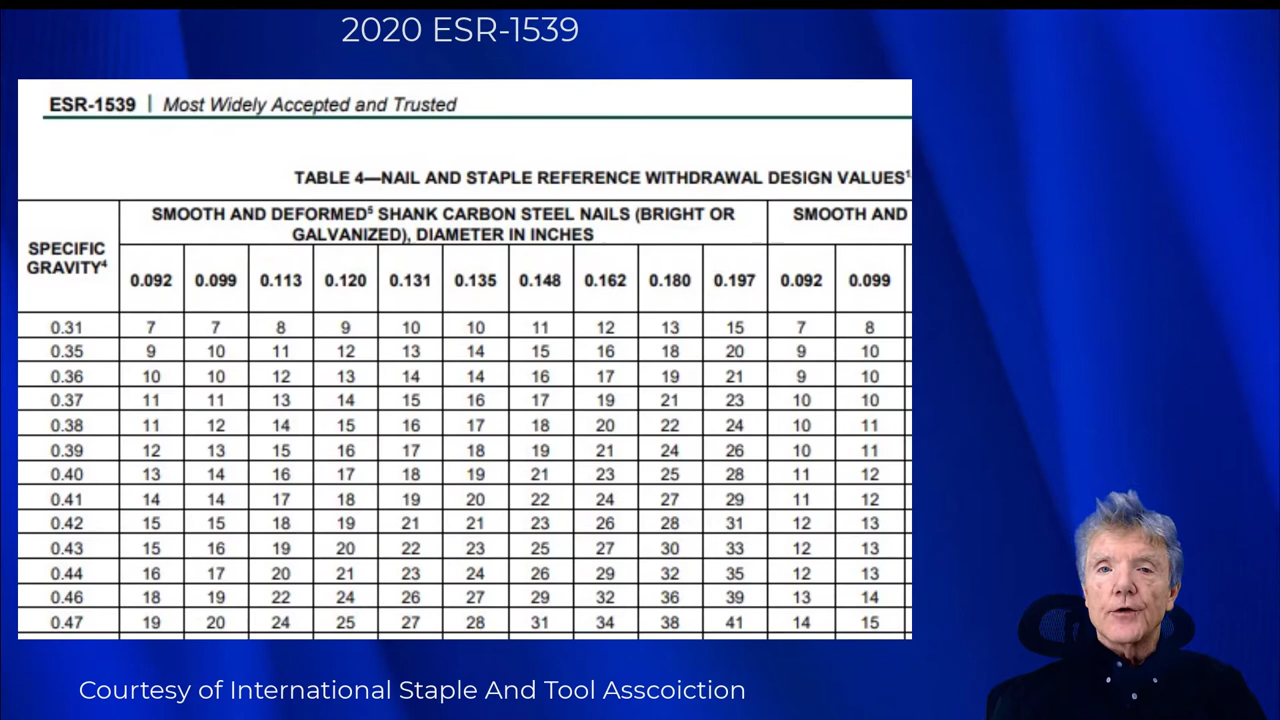 2020 ESR-1539
ESR-1539 | Most Widely Accepted and Trusted
TABLE 4—NAIL AND STAPLE REFERENCE WITHDRAWAL DESIGN VALUES¹
SPECIFIC GRAVITY⁴
SMOOTH AND DEFORMED⁵ SHANK CARBON STEEL NAILS (BRIGHT OR
GALVANIZED), DIAMETER IN INCHES
SMOOTH AND
0.092 0.099 0.113 0.120 0.131 0.135 0.148 0.162 0.180 0.197 0.092 0.099
0.31 7 7 8 9 10 10 11 12 13 15 7 8
0.35 9 10 11 12 13 14 15 16 18 20 9 10
0.36 10 10 12 13 14 14 16 17 19 21 9 10
0.37 11 11 13 14 15 16 17 19 21 23 10 10
0.38 11 12 14 15 16 17 18 20 22 24 10 11
0.39 12 13 15 16 17 18 19 21 24 26 10 11
0.40 13 14 16 17 18 19 21 23 25 28 11 12
0.41 14 14 17 18 19 20 22 24 27 29 11 12
0.42 15 15 18 19 21 21 23 26 28 31 12 13
0.43 15 16 19 20 22 23 25 27 30 33 12 13
0.44 16 17 20 21 23 24 26 29 32 35 12 13
0.46 18 19 22 24 26 27 29 32 36 39 13 14
0.47 19 20 24 25 27 28 31 34 38 41 14 15
Courtesy of International Staple And Tool Asscoiction